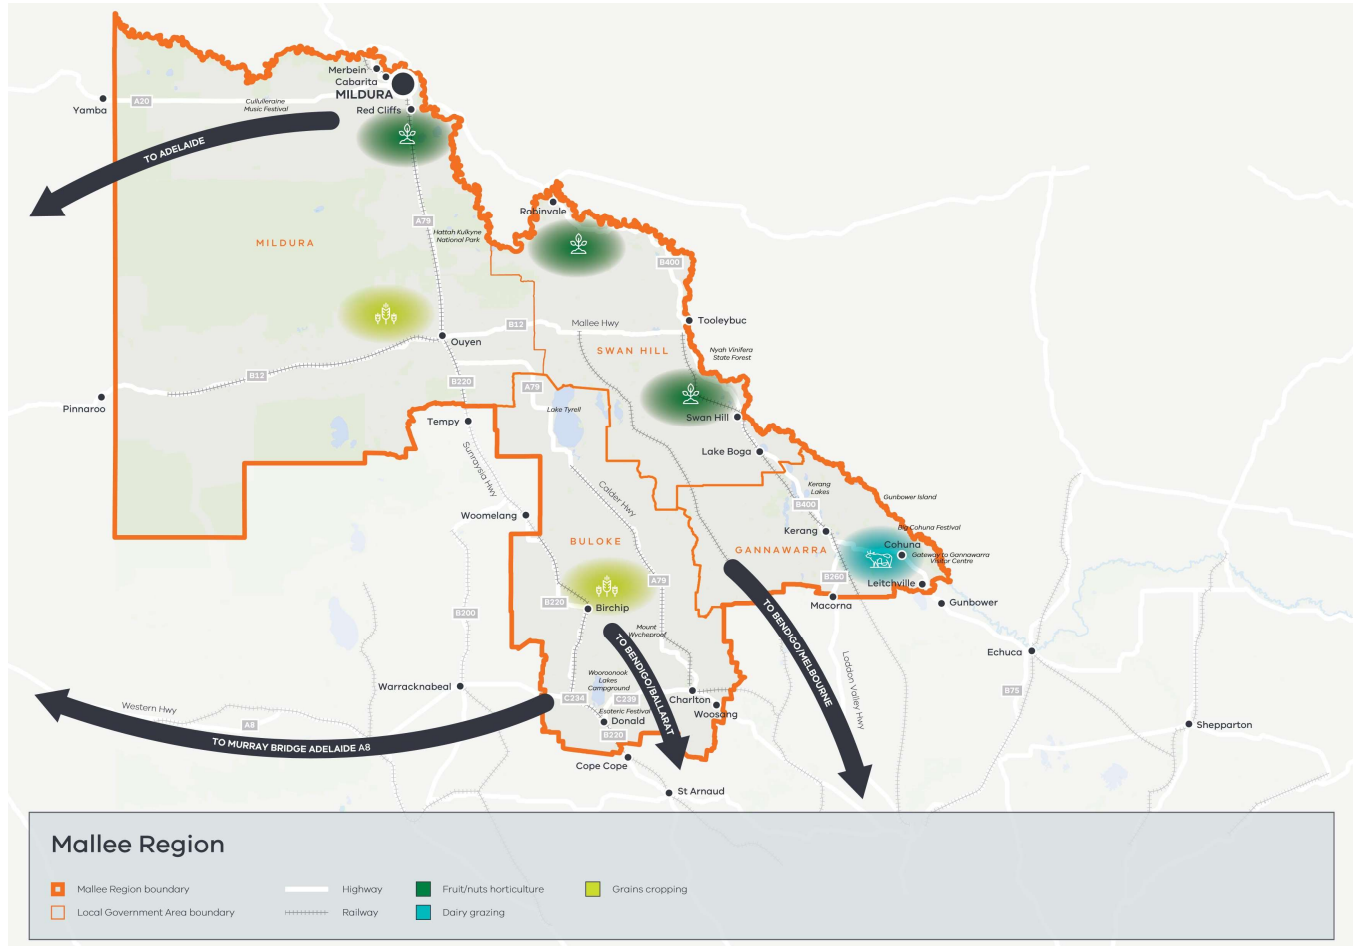 Merbein
Cabarita
MILDURA
Red Cliffs
Yamba
A20
Cullulleraine
Music Festival
TO ADELAIDE
A79
Robinvale
Hattah Kulkyne
National Park
MILDURA
B400
B12
Mallee Hwy
Tooleybuc
Ouyen
SWAN HILL
Nyah Vinifera
State Forest
B12
B220
A79
Pinnaroo
Lake Tyrell
Tempy
Swan Hill
Lake Boga
Sunraysia Hwy
Calder Hwy
Kerang
Lakes
Gunbower Island
B400
Woomelang
Big Cohuna Festival
Kerang
BULOKE
GANNAWARRA
Cohuna
Gateway to Gannawarra
Visitor Centre
B260
A79
Leitchville
B220
Birchip
Macorna
Gunbower
B200
Mount
Wycheproof
TO BENDIGO/BALLARAT
TO BENDIGO/MELBOURNE
Echuca
Loddon Valley Hwy
Wooroonook
Lakes
Campground
Warracknabeal
B75
C234
C239
Charlton
Western Hwy
Esoteric Festival
Woosang
Donald
A8
B220
Shepparton
TO MURRAY BRIDGE ADELAIDE A8
Cope Cope
St Arnaud
Mallee Region
Mallee Region boundary
Highway
Fruit/nuts horticulture
Grains cropping
Local Government Area boundary
Railway
Dairy grazing